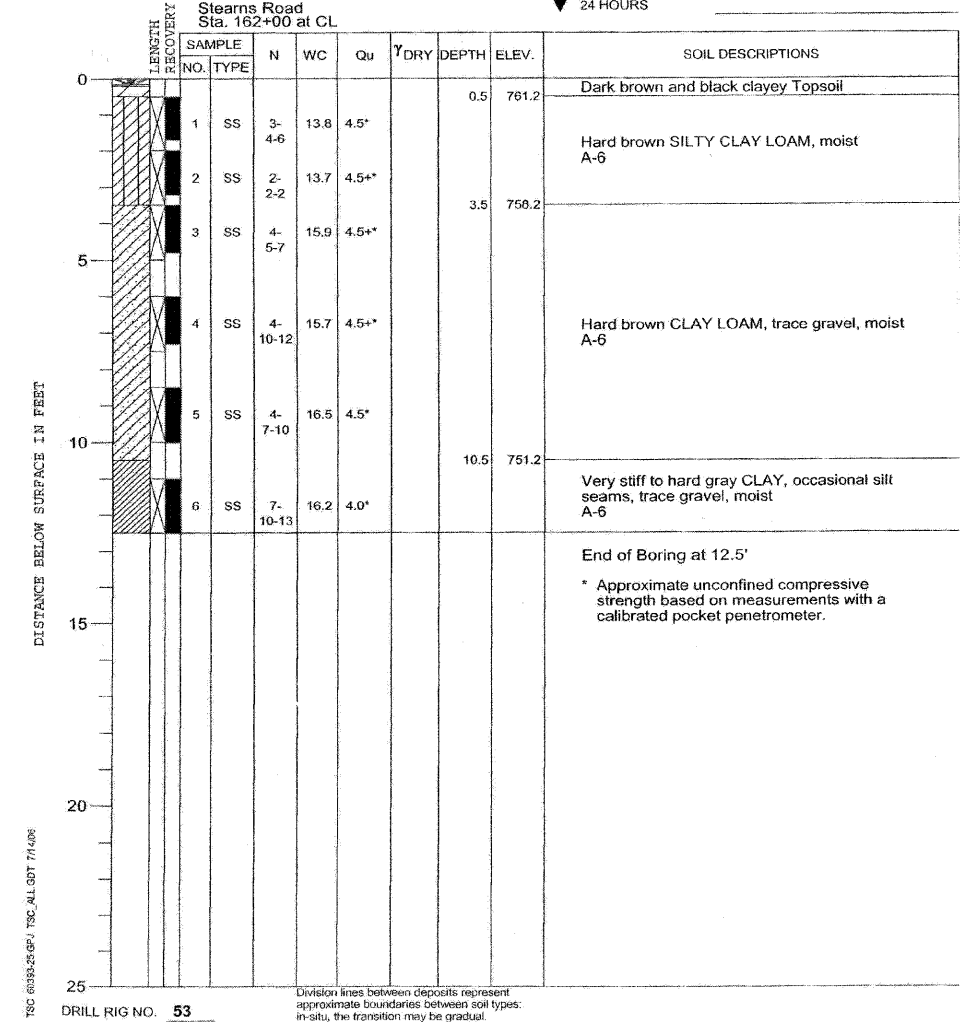 Stearns Road
Sta. 162+00 at CL
▼ 24 HOURS
LENGTH
RECOVERY
SAMPLE
NO. TYPE
N WC Qu γDRY DEPTH ELEV. SOIL DESCRIPTIONS
0
Dark brown and black clayey Topsoil
0.5 761.2
1 SS 3- 13.8 4.5*
4-6
Hard brown SILTY CLAY LOAM, moist
A-6
2 SS 2- 13.7 4.5+*
2-2
3.5 758.2
3 SS 4- 15.9 4.5+*
5-7
5
4 SS 4- 15.7 4.5+*
10-12
Hard brown CLAY LOAM, trace gravel, moist
A-6
5 SS 4- 16.5 4.5*
7-10
10
10.5 751.2
Very stiff to hard gray CLAY, occasional silt
seams, trace gravel, moist
A-6
6 SS 7- 16.2 4.0*
10-13
End of Boring at 12.5'
* Approximate unconfined compressive
strength based on measurements with a
calibrated pocket penetrometer.
15
20
25
DISTANCE BELOW SURFACE IN FEET
TSC 60393-25.GPJ TSC_ALL.GDT 7/14/06
DRILL RIG NO. 53
Division lines between deposits represent
approximate boundaries between soil types:
in-situ, the transition may be gradual.